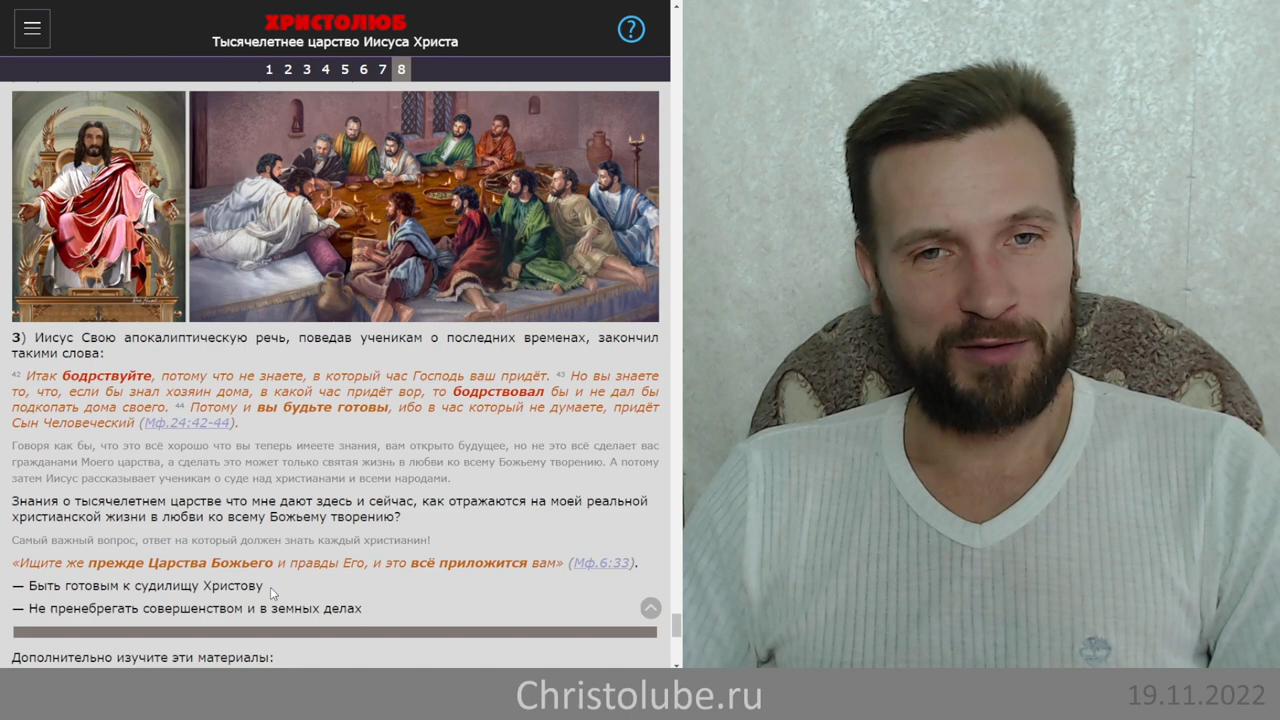 ХРИСТОЛЮБ
Тысячелетнее царство Иисуса Христа
?
1 2 3 4 5 6 7 8
3) Иисус Свою апокалиптическую речь, поведав ученикам о последних временах, закончил
такими слова:
42 Итак бодрствуйте, потому что не знаете, в который час Господь ваш придёт. 43 Но вы знаете
то, что, если бы знал хозяин дома, в какой час придёт вор, то бодрствовал бы и не дал бы
подкопать дома своего. 44 Потому и вы будьте готовы, ибо в час который не думаете, придёт
Сын Человеческий (Мф.24:42-44).
Говоря как бы, что это всё хорошо что вы теперь имеете знания, вам открыто будущее, но не это всё сделает вас
гражданами Моего царства, а сделать это может только святая жизнь в любви ко всему Божьему творению. А потому
затем Иисус рассказывает ученикам о суде над христианами и всеми народами.
Знания о тысячелетнем царстве что мне дают здесь и сейчас, как отражаются на моей реальной
христианской жизни в любви ко всему Божьему творению?
Самый важный вопрос, ответ на который должен знать каждый христианин!
«Ищите же прежде Царства Божьего и правды Его, и это всё приложится вам» (Мф.6:33).
— Быть готовым к судилищу Христову
— Не пренебрегать совершенством и в земных делах
Дополнительно изучите эти материалы:
Christolube.ru
19.11.2022